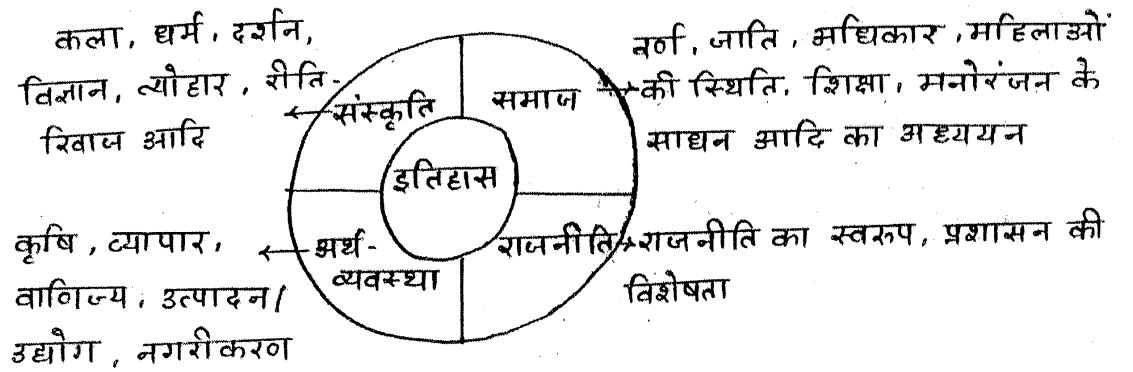 कला, धर्म, दर्शन,
विज्ञान, त्योहार, रीति-
रिवाज आदि
संस्कृति
समाज
वर्ण, जाति, अधिकार, महिलाओं
की स्थिति, शिक्षा, मनोरंजन के
साधन आदि का अध्ययन
इतिहास
कृषि, व्यापार,
वाणिज्य, उत्पादन/
उद्योग, नगरीकरण
अर्थ-
व्यवस्था
राजनीति
राजनीति का स्वरूप, प्रशासन की
विशेषता